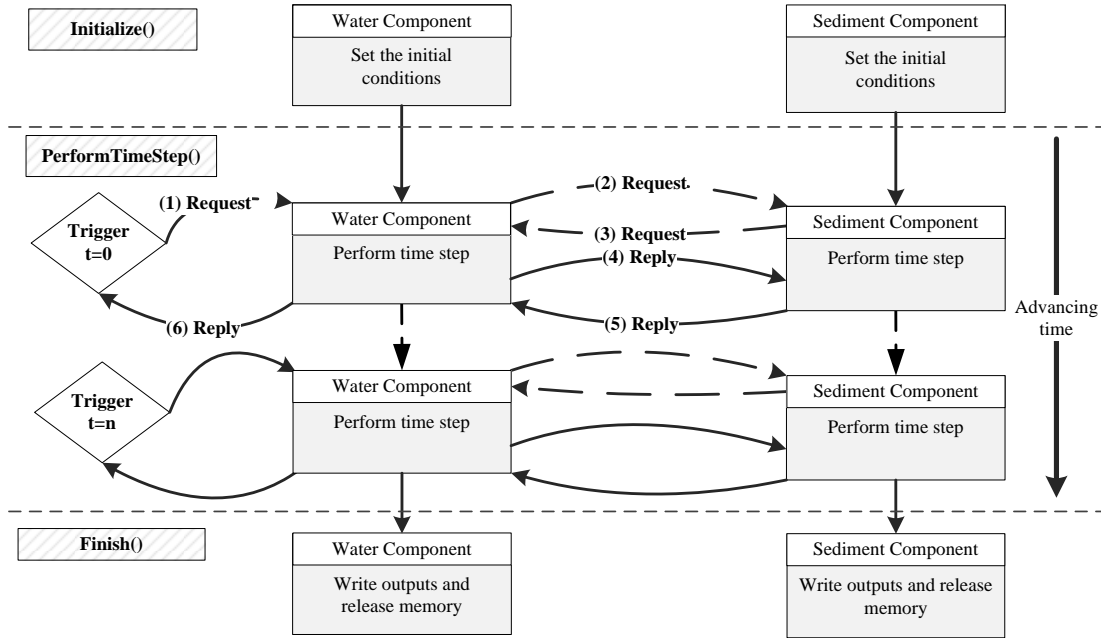 Initialize()
Water Component
Set the initial
conditions
Sediment Component
Set the initial
conditions
PerformTimeStep()
(1) Request
(2) Request
Trigger
t=0
Water Component
Perform time step
(3) Request
(4) Reply
Sediment Component
Perform time step
(6) Reply
(5) Reply
Advancing
time
Trigger
t=n
Water Component
Perform time step
Sediment Component
Perform time step
Finish()
Water Component
Write outputs and
release memory
Sediment Component
Write outputs and release
memory